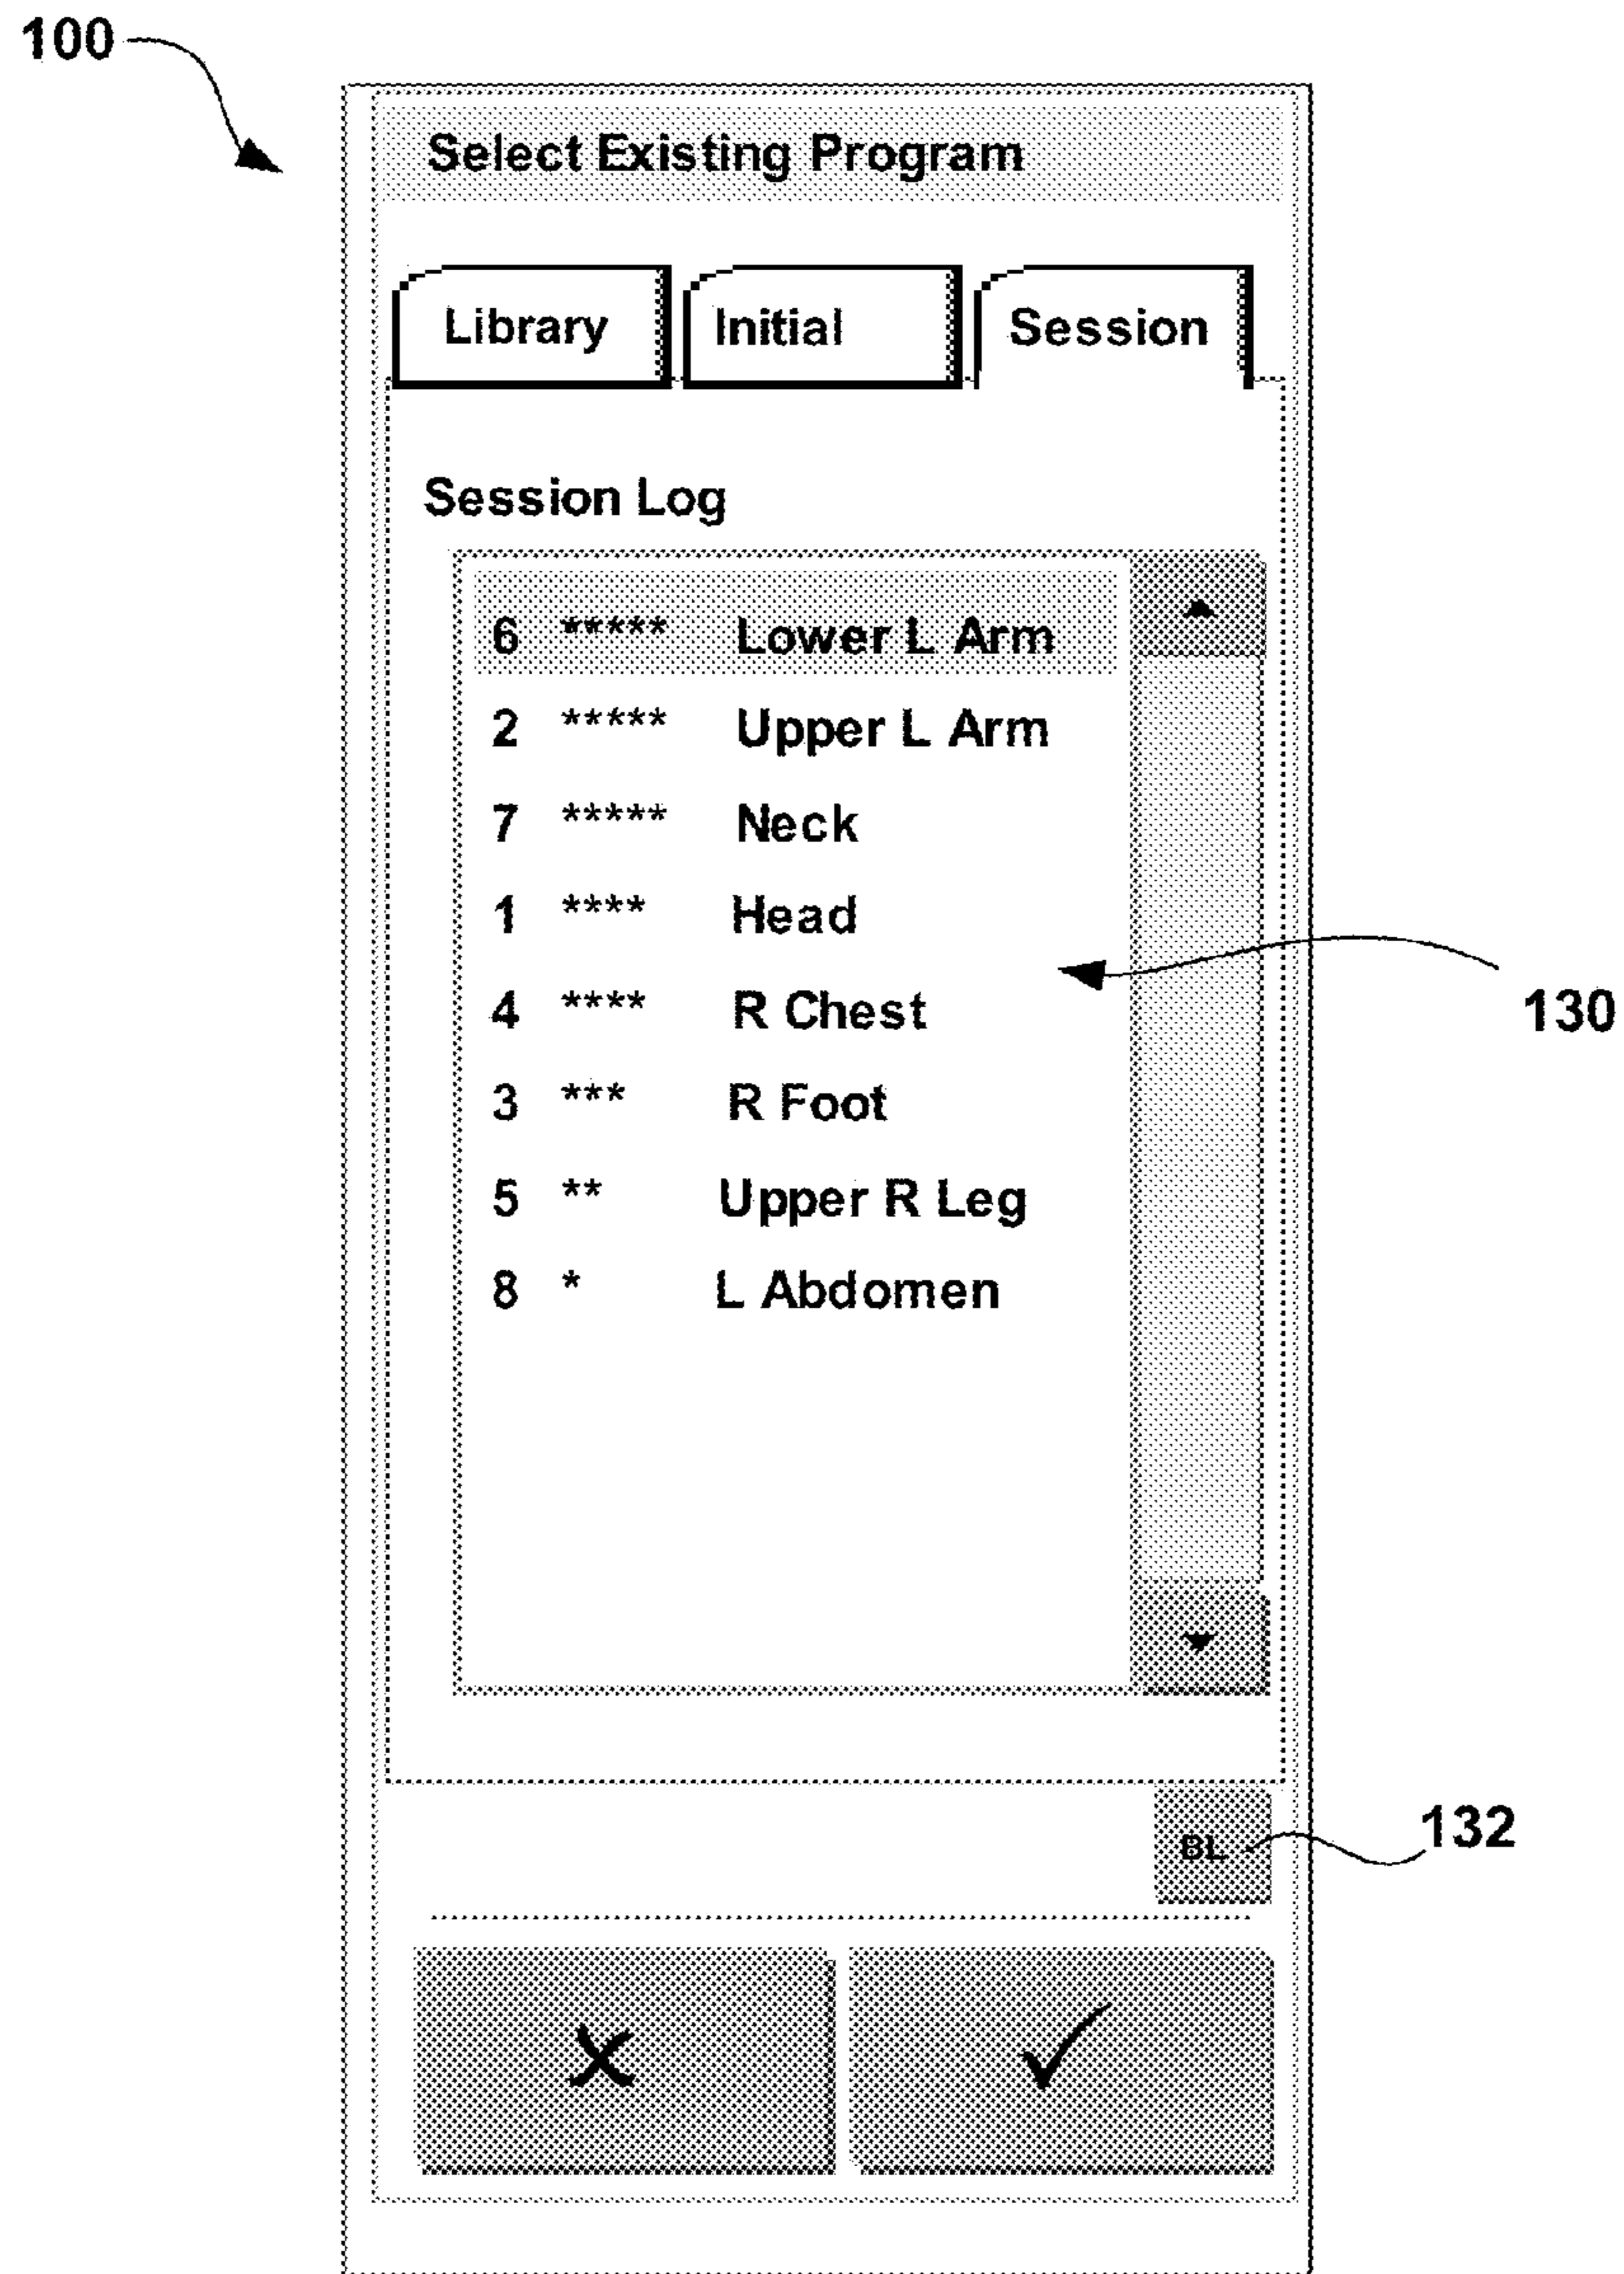 100
Select Existing Program
Library Initial Session
Session Log
6 ***** Lower L Arm
2 ***** Upper L Arm
7 ***** Neck
1 **** Head
4 **** R Chest
130
3 *** R Foot
5 ** Upper R Leg
8 * L Abdomen
132
BL